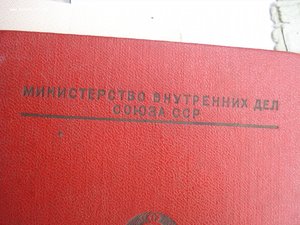 МИНИСТЕРСТВО ВНУТРЕННИХ ДЕЛ
СОЮЗА ССР